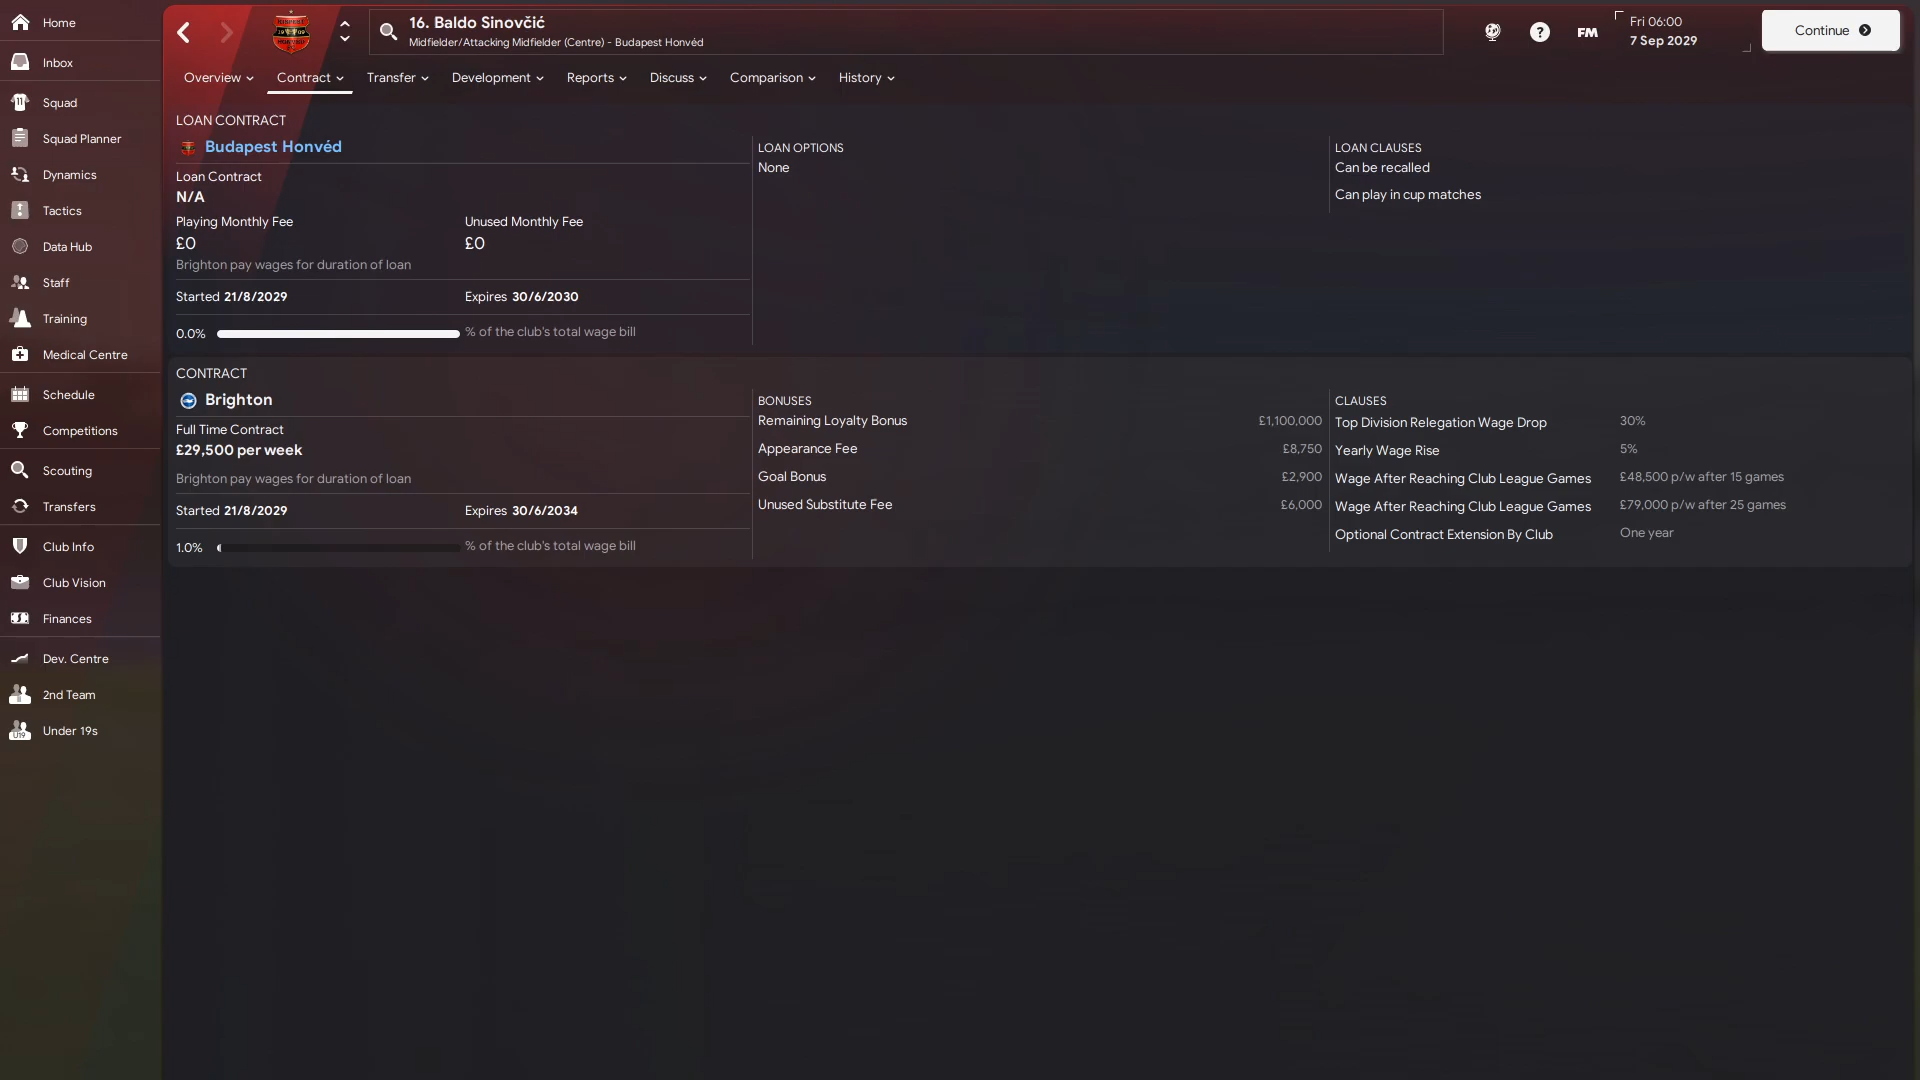 Home
Inbox
Squad
Squad Planner
Dynamics
Tactics
Data Hub
Staff
Training
Medical Centre
Schedule
Competitions
Scouting
Transfers
Club Info
Club Vision
Finances
Dev. Centre
2nd Team
Under 19s
16. Baldo Sinovčić
Midfielder/Attacking Midfielder (Centre) - Budapest Honvéd
FM
Fri 06:00
7 Sep 2029
Continue
Overview Contract Transfer Development Reports Discuss Comparison History
LOAN CONTRACT
Budapest Honvéd
Loan Contract
N/A
Playing Monthly Fee Unused Monthly Fee
£0 £0
Brighton pay wages for duration of loan
Started 21/8/2029 Expires 30/6/2030
0.0% % of the club's total wage bill
LOAN OPTIONS
None
LOAN CLAUSES
Can be recalled
Can play in cup matches
CONTRACT
Brighton
Full Time Contract
£29,500 per week
Brighton pay wages for duration of loan
Started 21/8/2029 Expires 30/6/2034
1.0% % of the club's total wage bill
BONUSES
Remaining Loyalty Bonus £1,100,000
Appearance Fee £8,750
Goal Bonus £2,900
Unused Substitute Fee £6,000
CLAUSES
Top Division Relegation Wage Drop 30%
Yearly Wage Rise 5%
Wage After Reaching Club League Games £48,500 p/w after 15 games
Wage After Reaching Club League Games £79,000 p/w after 25 games
Optional Contract Extension By Club One year